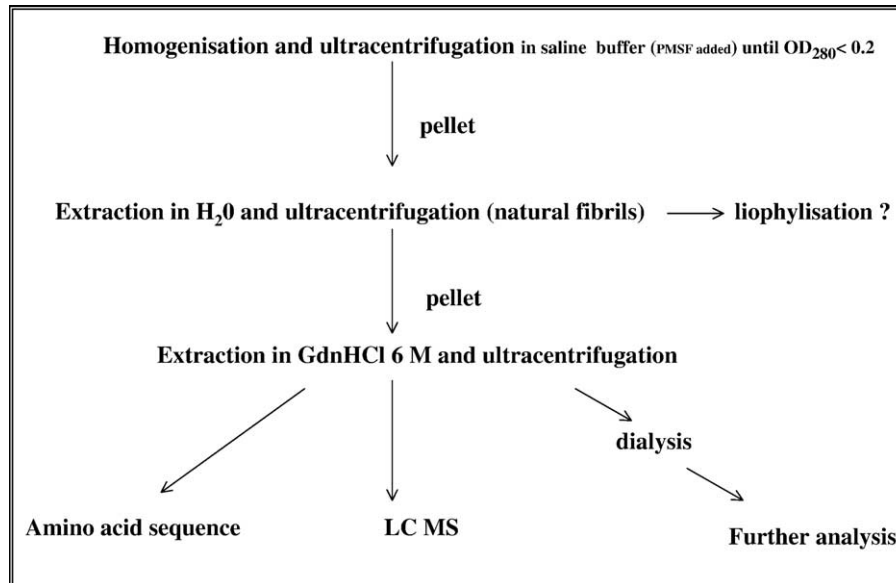 Homogenisation and ultracentrifugation in saline buffer (PMSF added) until OD280< 0.2
pellet
Extraction in H20 and ultracentrifugation (natural fibrils) liophylisation ?
pellet
Extraction in GdnHCl 6 M and ultracentrifugation
dialysis
Amino acid sequence LC MS Further analysis